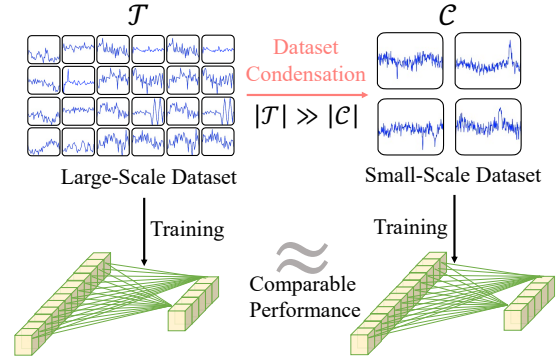 𝒯
𝒞
Dataset
Condensation
|𝒯| ≫ |𝒞|
Large-Scale Dataset
Small-Scale Dataset
Training
Training
≈
Comparable
Performance